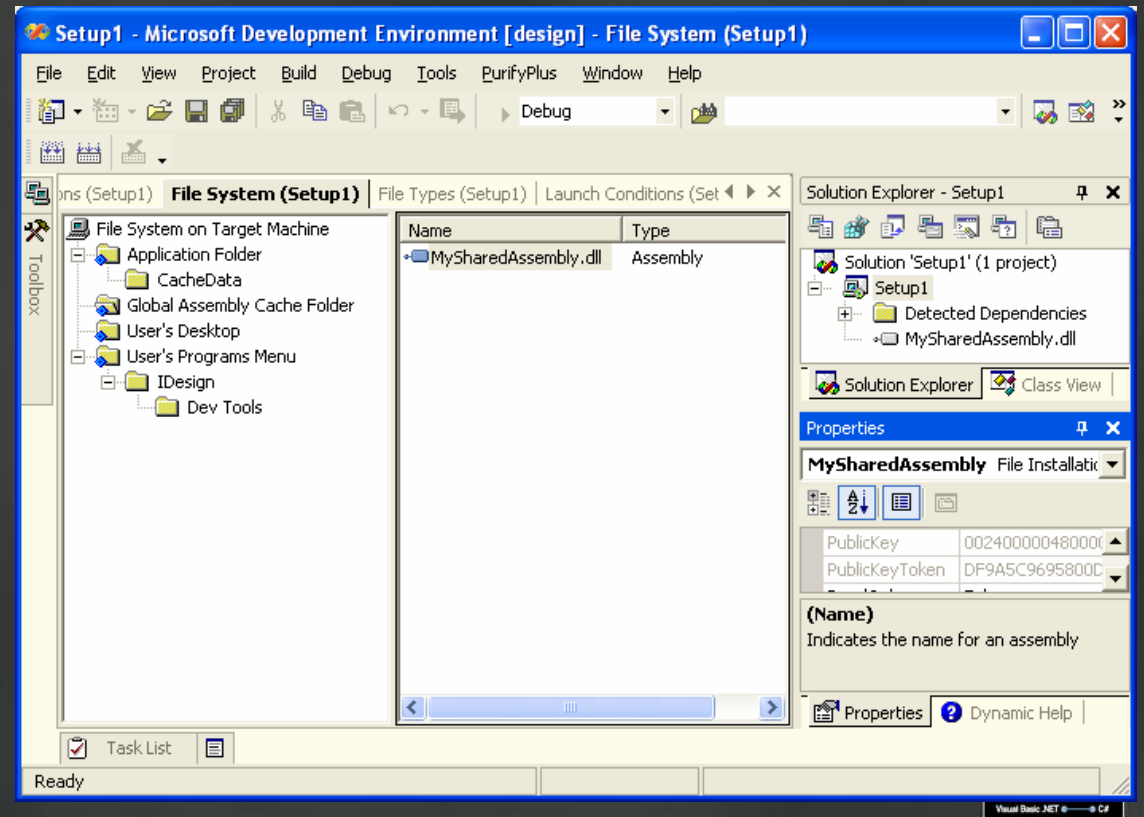 Setup1 - Microsoft Development Environment [design] - File System (Setup1)
File Edit View Project Build Debug Tools PurifyPlus Window Help
Debug
ons (Setup1) File System (Setup1) File Types (Setup1) Launch Conditions (Set
Toolbox
File System on Target Machine
Application Folder
CacheData
Global Assembly Cache Folder
User's Desktop
User's Programs Menu
IDesign
Dev Tools
Name Type
MySharedAssembly.dll Assembly
Solution Explorer - Setup1
Solution 'Setup1' (1 project)
Setup1
Detected Dependencies
MySharedAssembly.dll
Solution Explorer Class View
Properties
MySharedAssembly File Installatic
PublicKey 002400000480000
PublicKeyToken DF9A5C9695800D
(Name)
Indicates the name for an assembly
Properties Dynamic Help
Task List
Ready
Visual Basic .NET C#